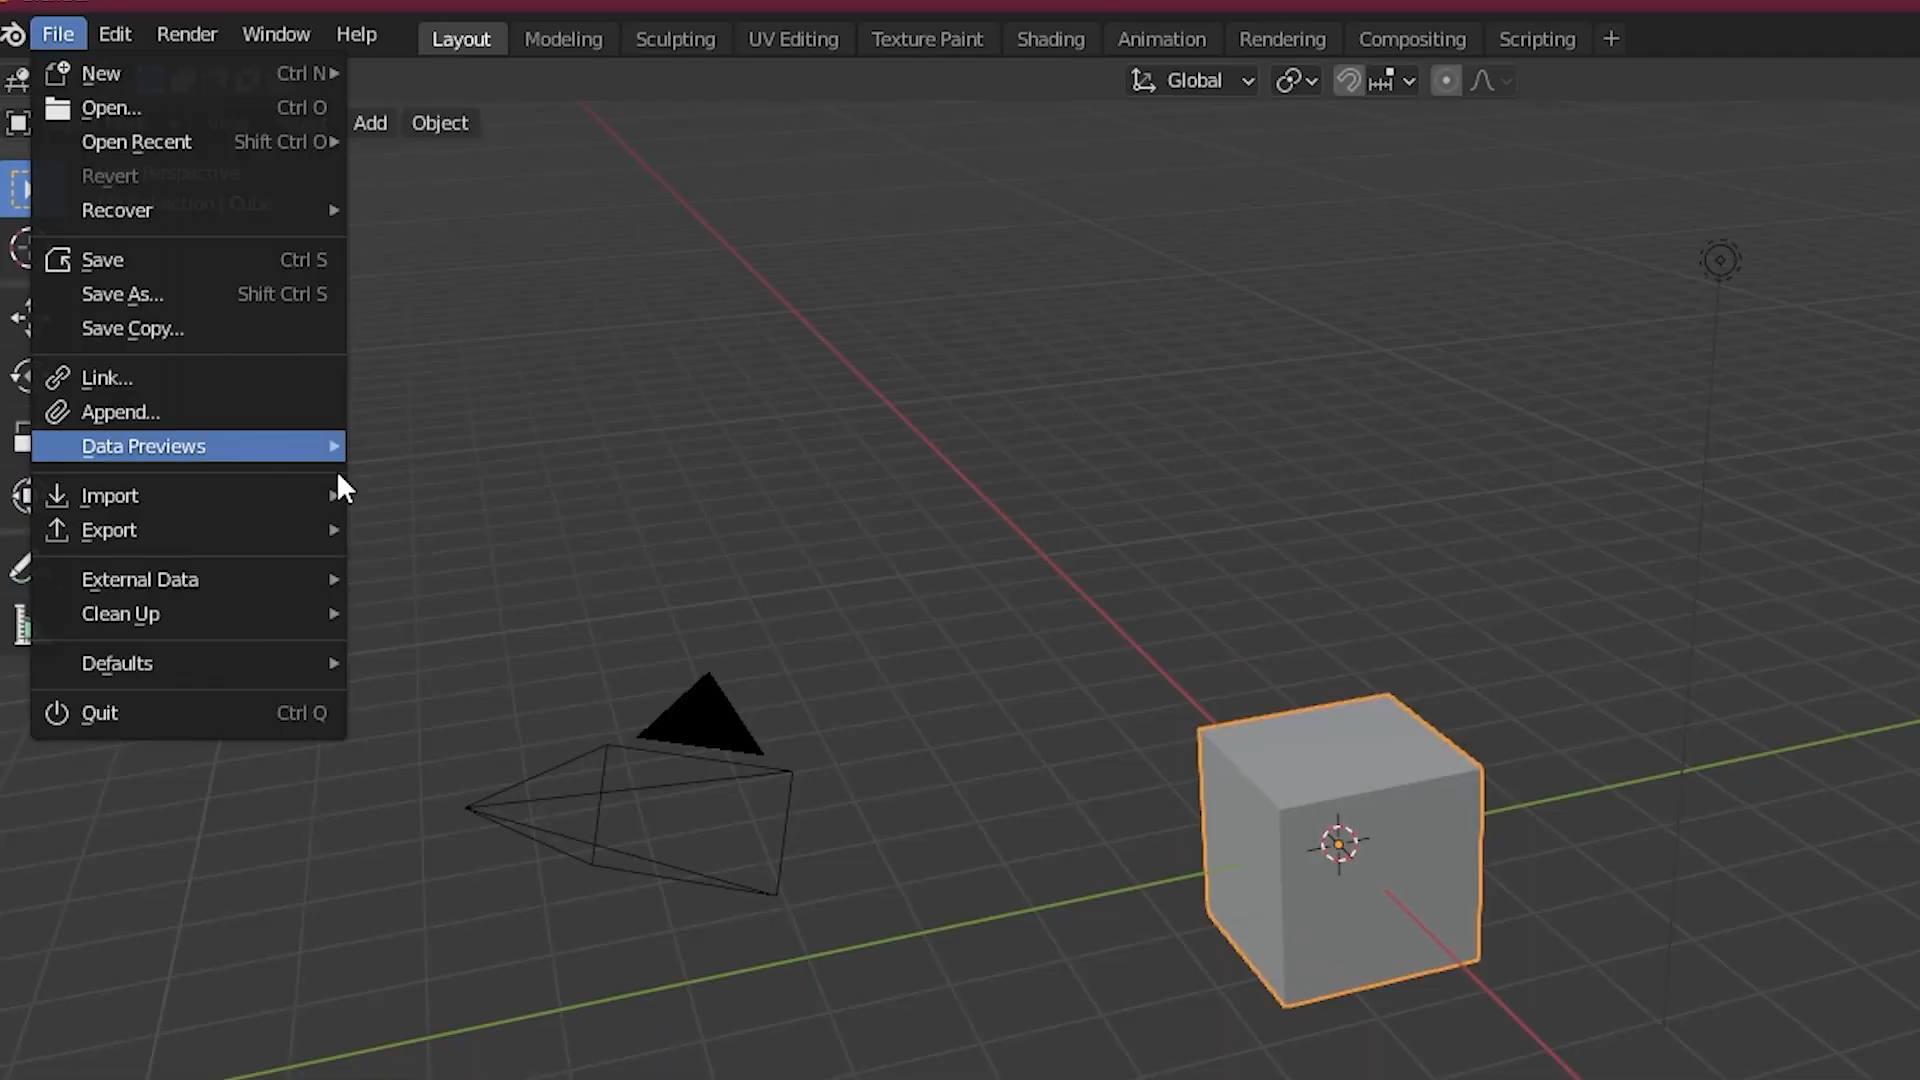 File Edit Render Window Help Layout Modeling Sculpting UV Editing Texture Paint Shading Animation Rendering Compositing Scripting +
Global
Add Object
New Ctrl N
Open... Ctrl O
Open Recent Shift Ctrl O
Revert
Recover
Save Ctrl S
Save As... Shift Ctrl S
Save Copy...
Link...
Append...
Data Previews
Import
Export
External Data
Clean Up
Defaults
Quit Ctrl Q